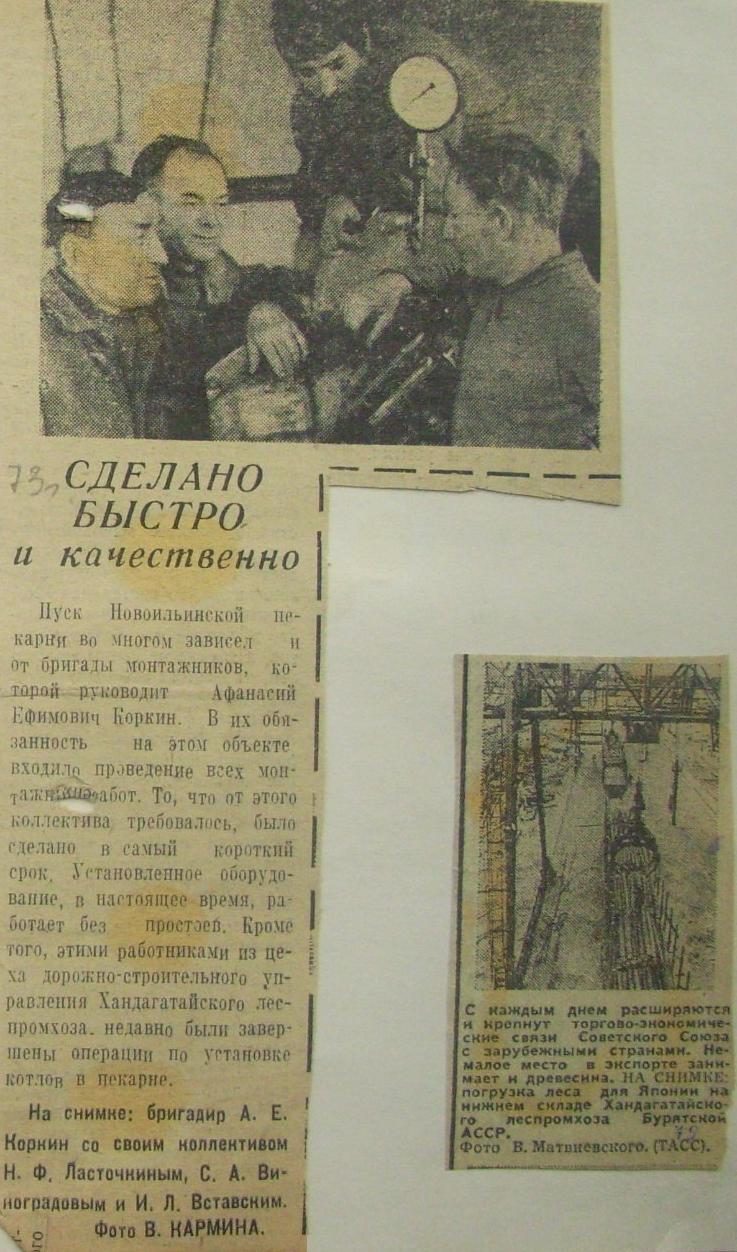 73г
СДЕЛАНО
БЫСТРО
и качественно
Пуск Новоильинской пе-
карни во многом зависел и
от бригады монтажников, ко-
торой руководит Афанасий
Ефимович Коркин. В их обя-
занность на этом объекте
входило проведение всех мон-
тажных работ. То, что от этого
коллектива требовалось, было
сделано в самый короткий
срок. Установленное оборудо-
вание, в настоящее время, ра-
ботает без простоев. Кроме
того, этими работниками из це-
ха дорожно-строительного уп-
равления Хандагатайского лес-
промхоза. недавно были завер-
шены операции по установке
котлов в пекарне.
На снимке: бригадир А. Е.
Коркин со своим коллективом
Н. Ф. Ласточкиным, С. А. Ви-
ноградовым и И. Л. Вставским.
Фото В. КАРМИНА.
ого
С каждым днем расширяются
и крепнут торгово-экономиче-
ские связи Советского Союза
с зарубежными странами. Не-
малое место в экспорте зани-
мает и древесина. НА СНИМКЕ:
погрузка леса для Японии на
нижнем складе Хандагатайско-
го леспромхоза Бурятской
АССР.
Фото В. Матвиевского. (ТАСС).